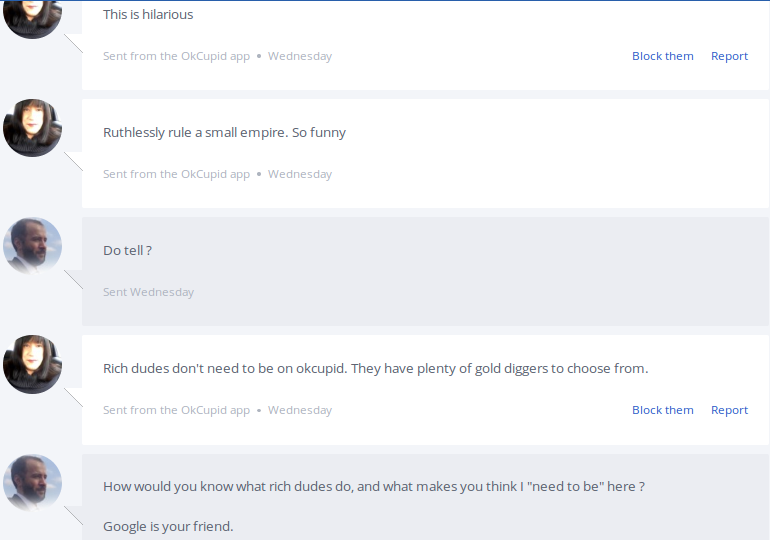 This is hilarious
Sent from the OkCupid app • Wednesday
Block them Report
Ruthlessly rule a small empire. So funny
Sent from the OkCupid app • Wednesday
Do tell ?
Sent Wednesday
Rich dudes don't need to be on okcupid. They have plenty of gold diggers to choose from.
Sent from the OkCupid app • Wednesday
Block them Report
How would you know what rich dudes do, and what makes you think I "need to be" here ?
Google is your friend.